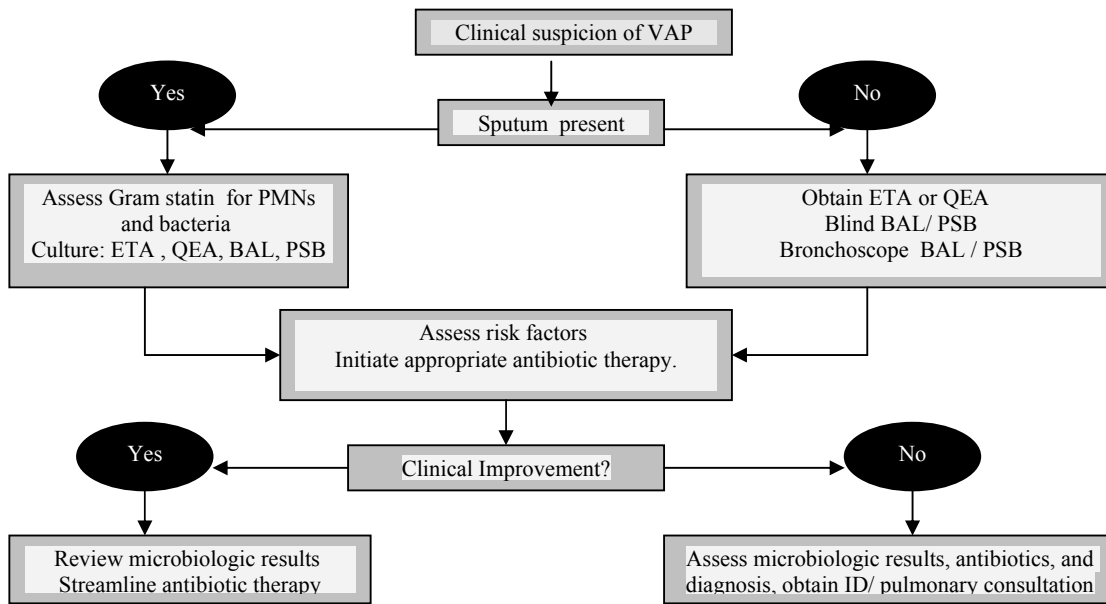 Clinical suspicion of VAP
Yes
No
Sputum present
Assess Gram statin for PMNs
and bacteria
Culture: ETA , QEA, BAL, PSB
Obtain ETA or QEA
Blind BAL/ PSB
Bronchoscope BAL / PSB
Assess risk factors
Initiate appropriate antibiotic therapy.
Yes
No
Clinical Improvement?
Review microbiologic results
Streamline antibiotic therapy
Assess microbiologic results, antibiotics, and
diagnosis, obtain ID/ pulmonary consultation